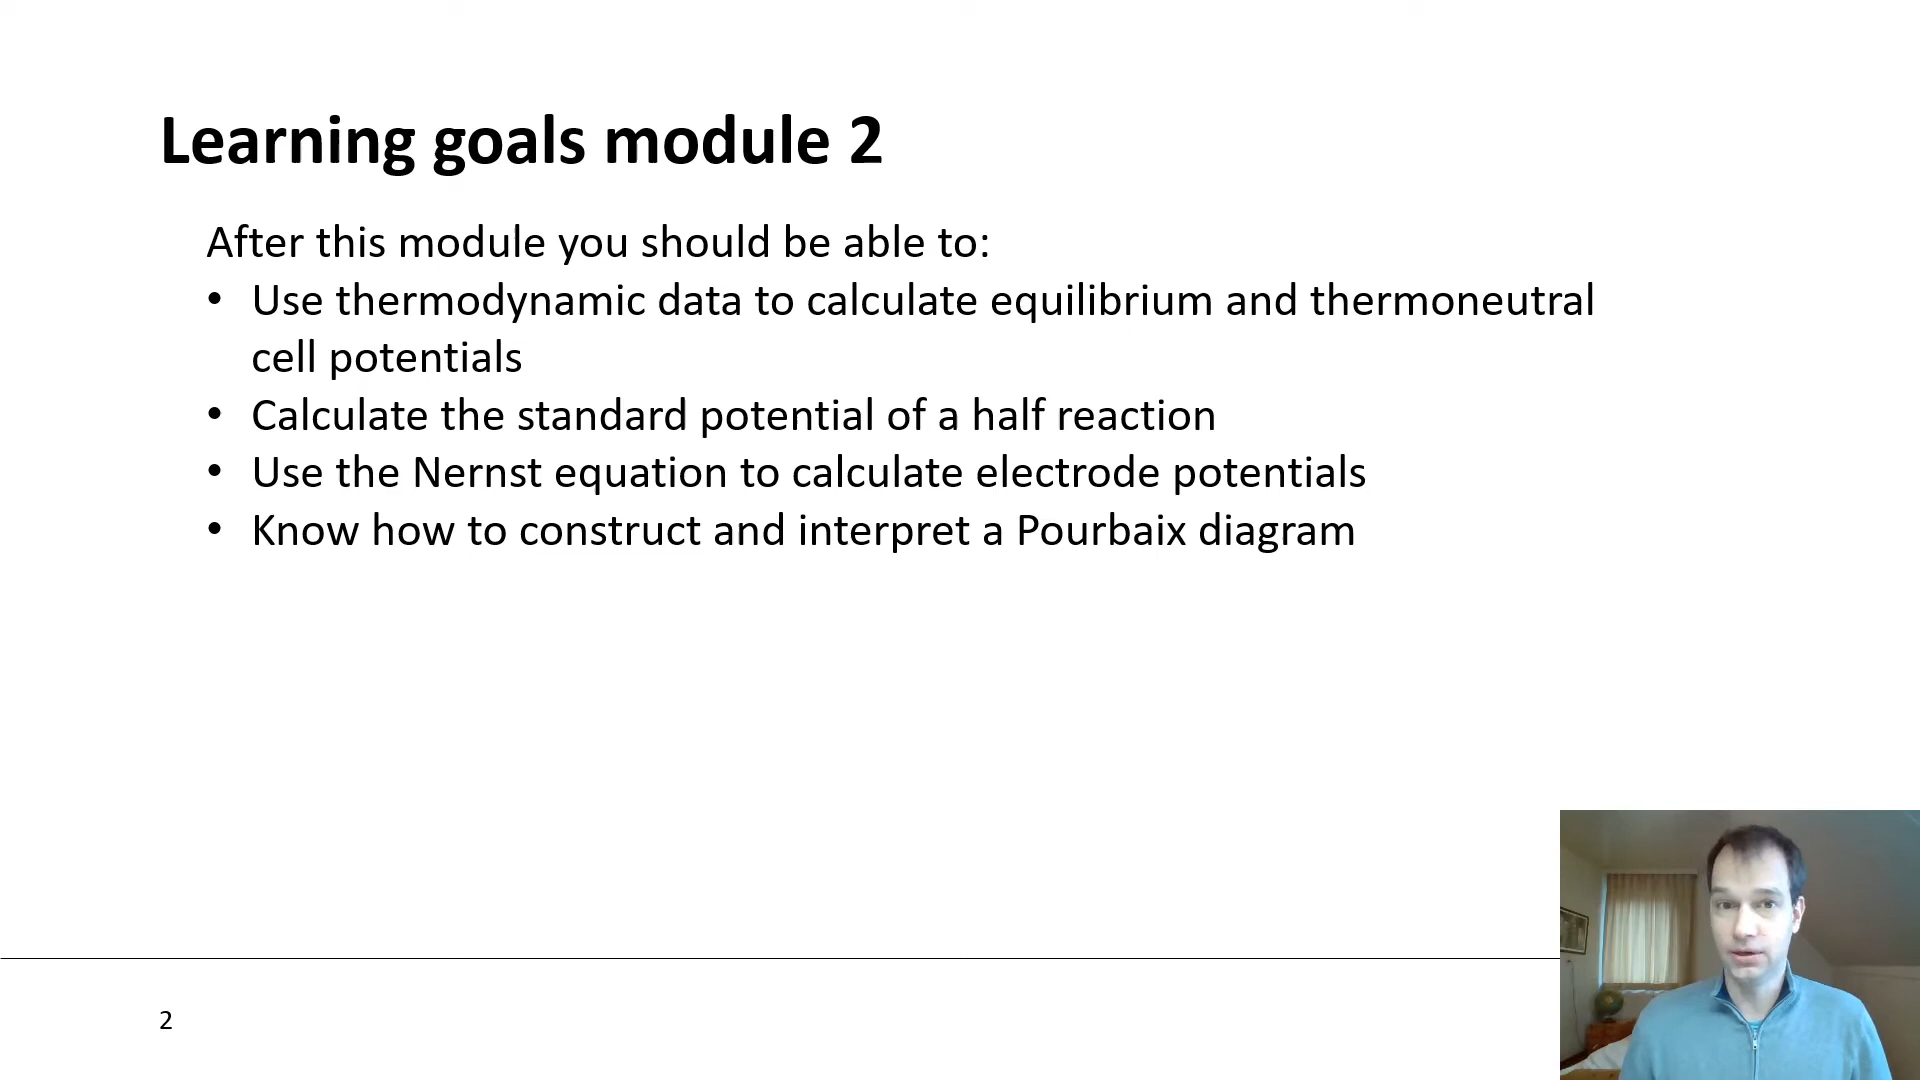 Learning goals module 2
After this module you should be able to:
• Use thermodynamic data to calculate equilibrium and thermoneutral
cell potentials
• Calculate the standard potential of a half reaction
• Use the Nernst equation to calculate electrode potentials
• Know how to construct and interpret a Pourbaix diagram
2